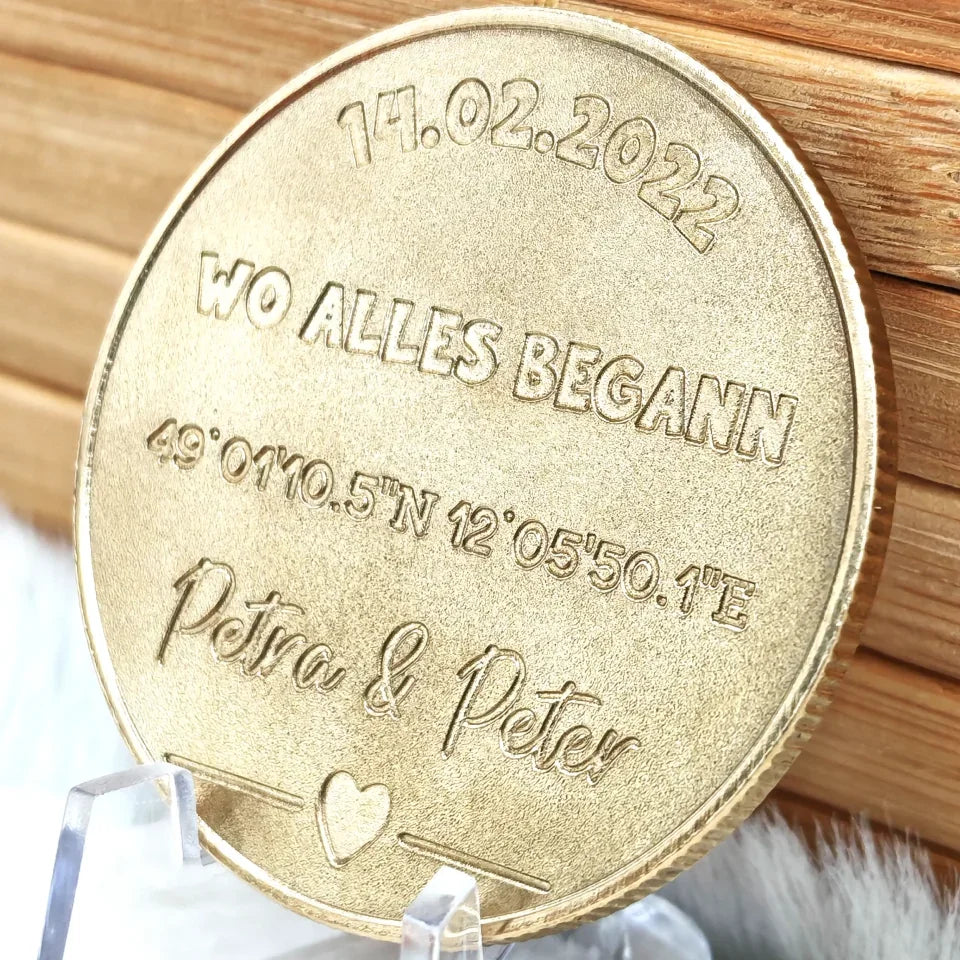 14.02.2022
WO ALLES BEGANN
49°01'10.5"N 12°05'50.1"E
Petra & Peter